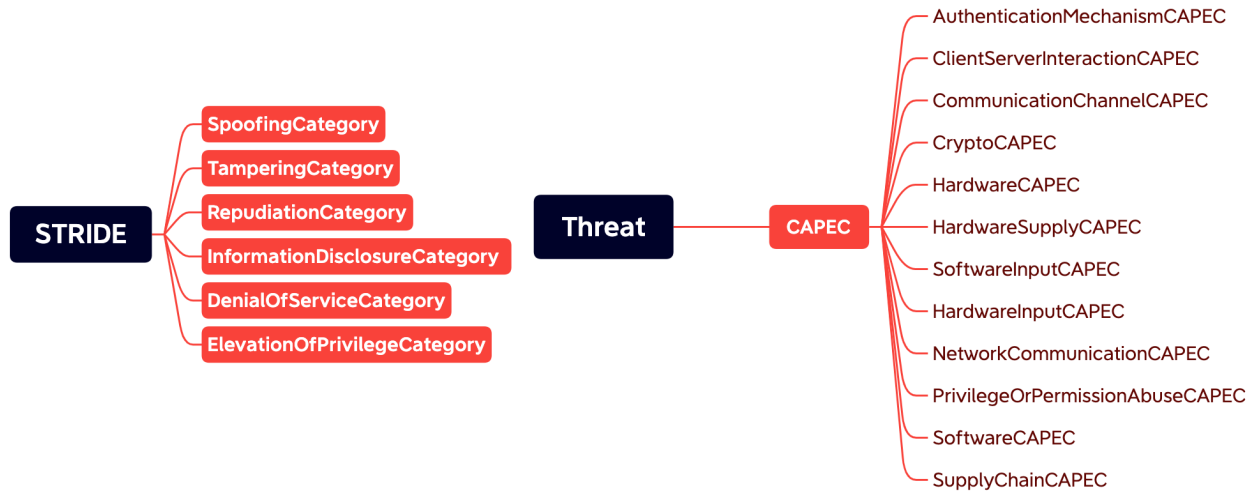 STRIDE
SpoofingCategory
TamperingCategory
RepudiationCategory
InformationDisclosureCategory
DenialOfServiceCategory
ElevationOfPrivilegeCategory
Threat
CAPEC
AuthenticationMechanismCAPEC
ClientServerInteractionCAPEC
CommunicationChannelCAPEC
CryptoCAPEC
HardwareCAPEC
HardwareSupplyCAPEC
SoftwareInputCAPEC
HardwareInputCAPEC
NetworkCommunicationCAPEC
PrivilegeOrPermissionAbuseCAPEC
SoftwareCAPEC
SupplyChainCAPEC